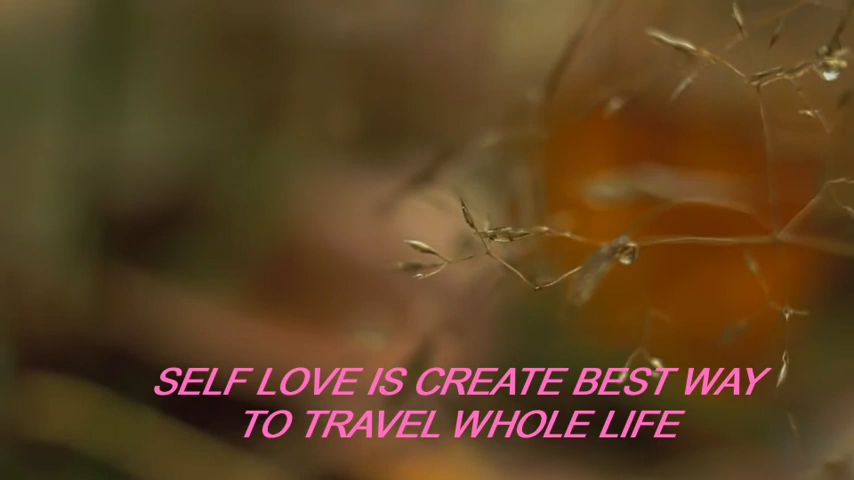 SELF LOVE IS CREATE BEST WAY
TO TRAVEL WHOLE LIFE